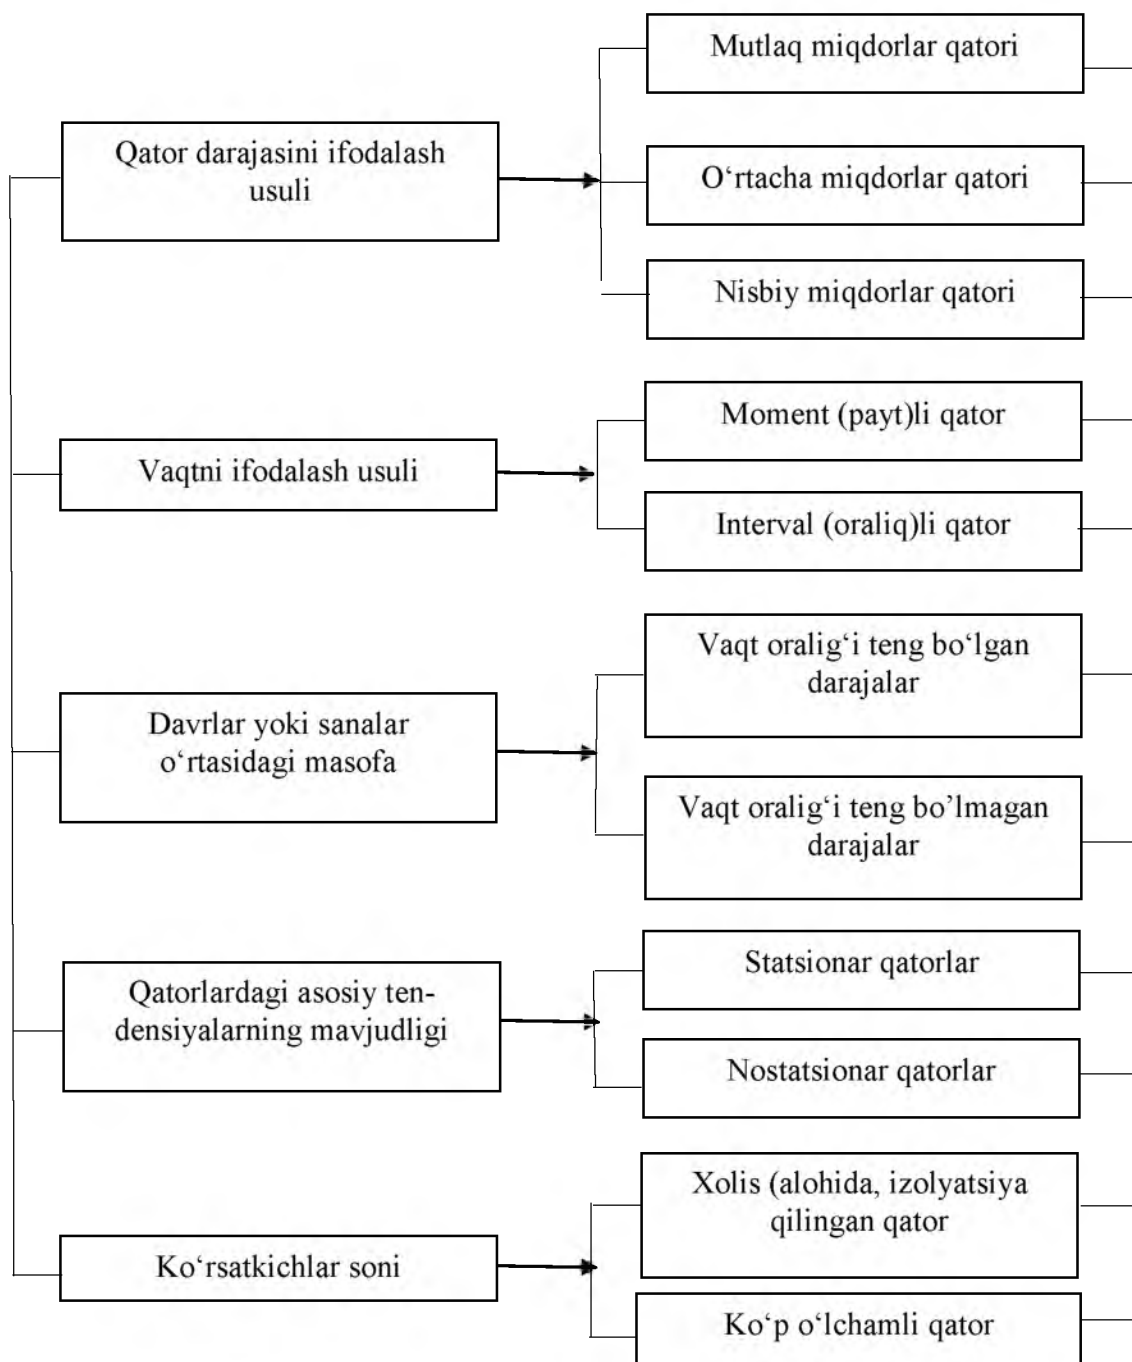 Mutlaq miqdorlar qatori
Qator darajasini ifodalash
usuli
O‘rtacha miqdorlar qatori
Nisbiy miqdorlar qatori
Moment (payt)li qator
Vaqtni ifodalash usuli
Interval (oraliq)li qator
Vaqt oralig‘i teng bo‘lgan
darajalar
Davrlar yoki sanalar
o‘rtasidagi masofa
Vaqt oralig‘i teng bo’lmagan
darajalar
Statsionar qatorlar
Qatorlardagi asosiy ten-
densiyalarning mavjudligi
Nostatsionar qatorlar
Xolis (alohida, izolyatsiya
qilingan qator
Ko‘rsatkichlar soni
Ko‘p o‘lchamli qator